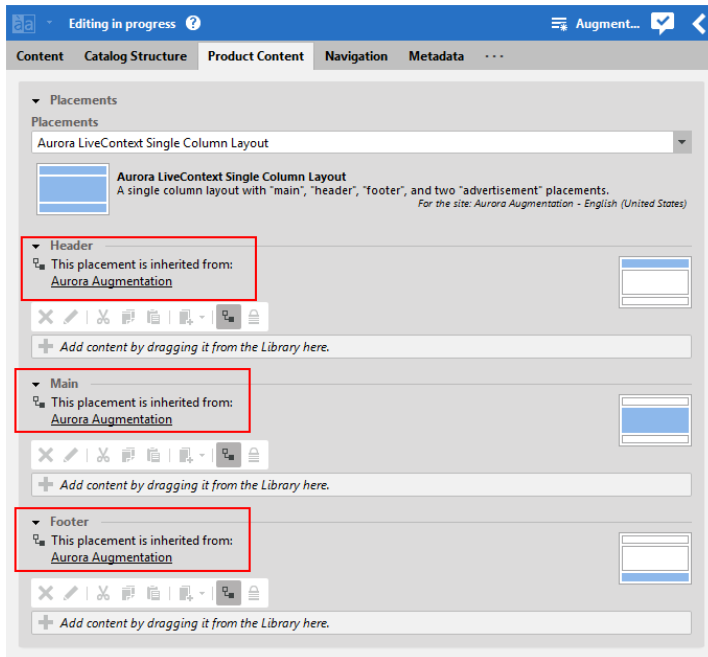 Editing in progress ?
Augment...
Content Catalog Structure Product Content Navigation Metadata ...
Placements
Placements
Aurora LiveContext Single Column Layout
Aurora LiveContext Single Column Layout
A single column layout with "main", "header", "footer", and two "advertisement" placements.
For the site: Aurora Augmentation - English (United States)
Header
This placement is inherited from:
Aurora Augmentation
Add content by dragging it from the Library here.
Main
This placement is inherited from:
Aurora Augmentation
Add content by dragging it from the Library here.
Footer
This placement is inherited from:
Aurora Augmentation
Add content by dragging it from the Library here.